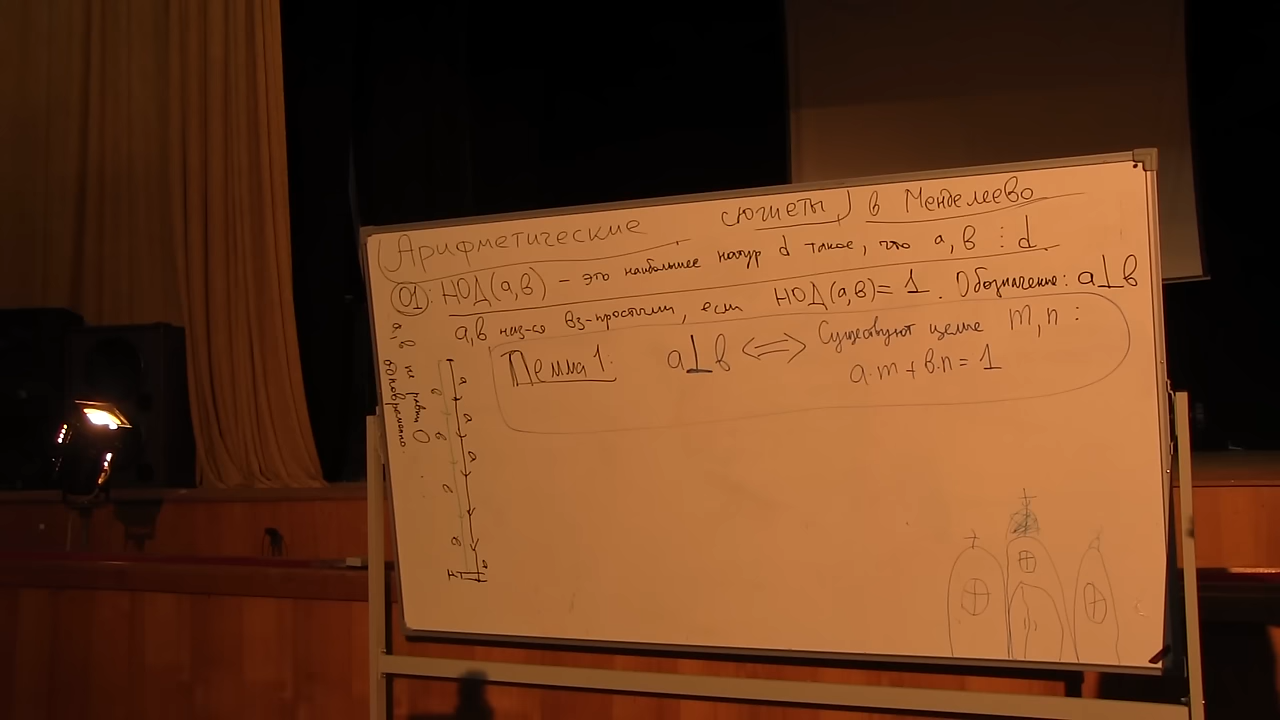 Арифметические сюжеты в Менделеево
О1: НОД(а,в) – это наибольшее натур d такое, что а, в ⋮ d.
а,в наз-ся вз-простыми, если НОД(а,в) = 1. Обозначение: а⊥в
Лемма 1: а⊥в ⟺ Существуют целые m, n :
а·m + в·n = 1
а, в не равны 0
одновременно.
а
а
а
а
в
в
в
в